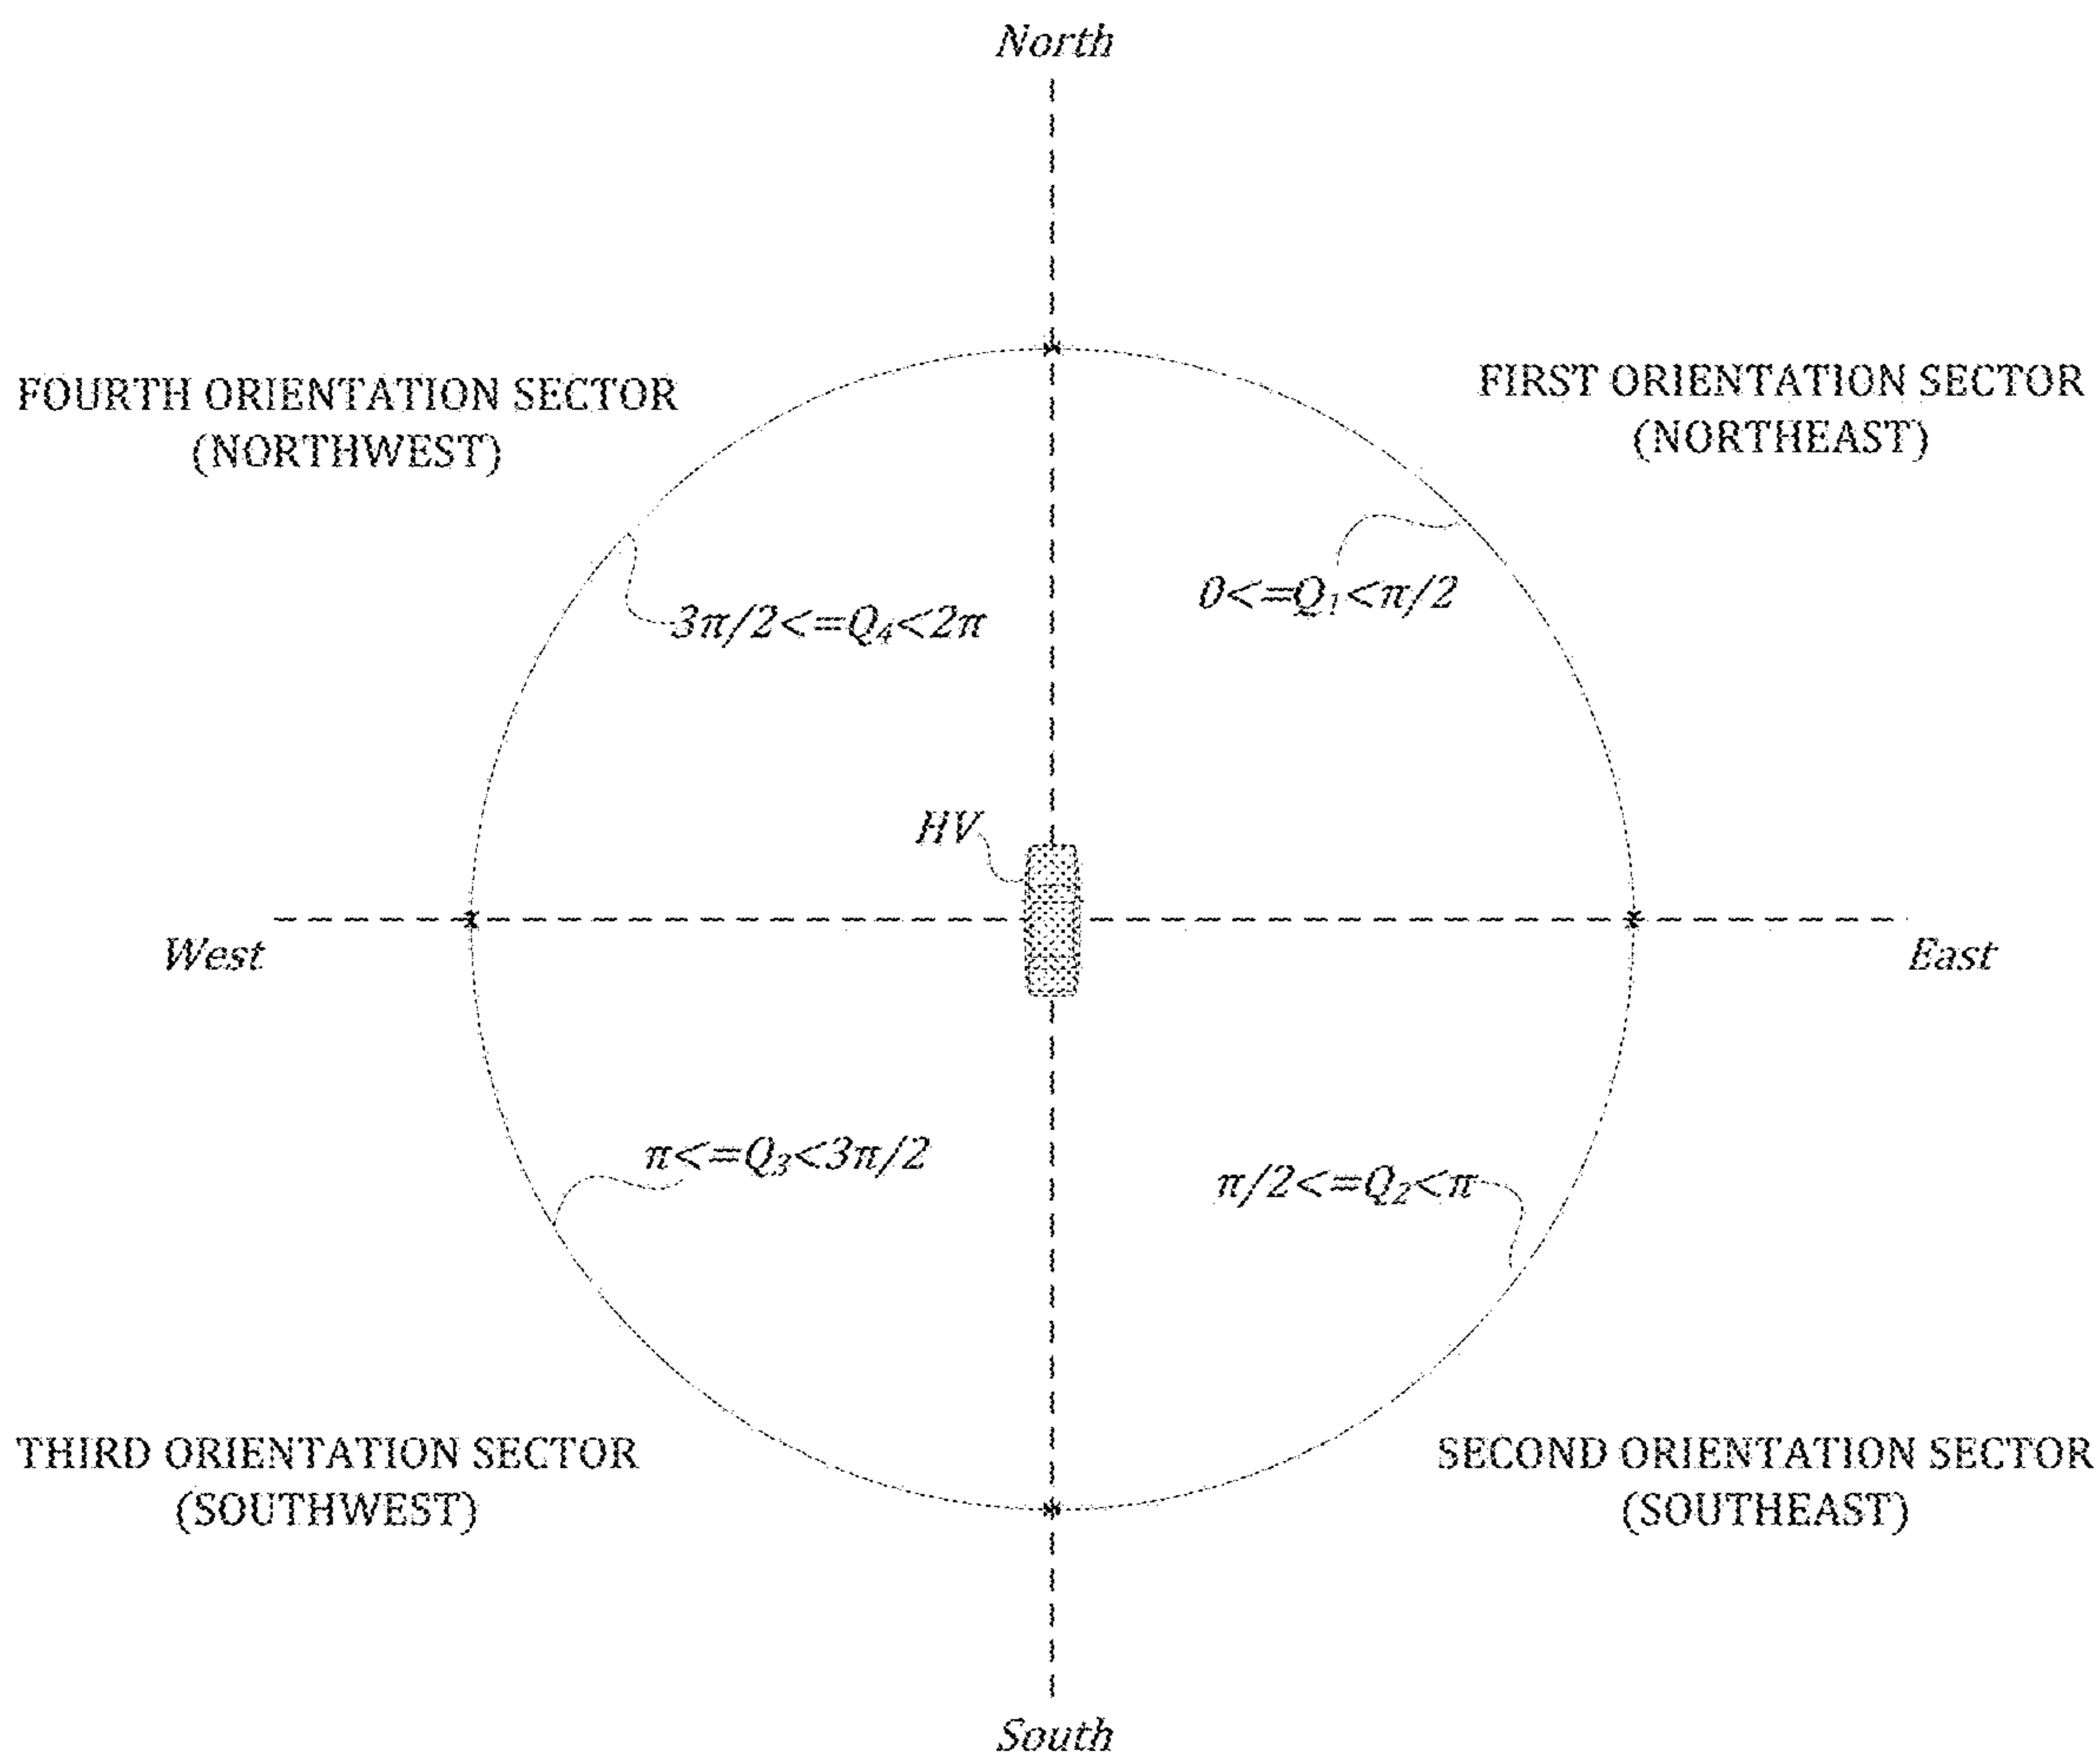 North
FOURTH ORIENTATION SECTOR
(NORTHWEST)
FIRST ORIENTATION SECTOR
(NORTHEAST)
0<=Q₁<π/2
3π/2<=Q₄<2π
HV
West
East
π<=Q₃<3π/2
π/2<=Q₂<π
THIRD ORIENTATION SECTOR
(SOUTHWEST)
SECOND ORIENTATION SECTOR
(SOUTHEAST)
South